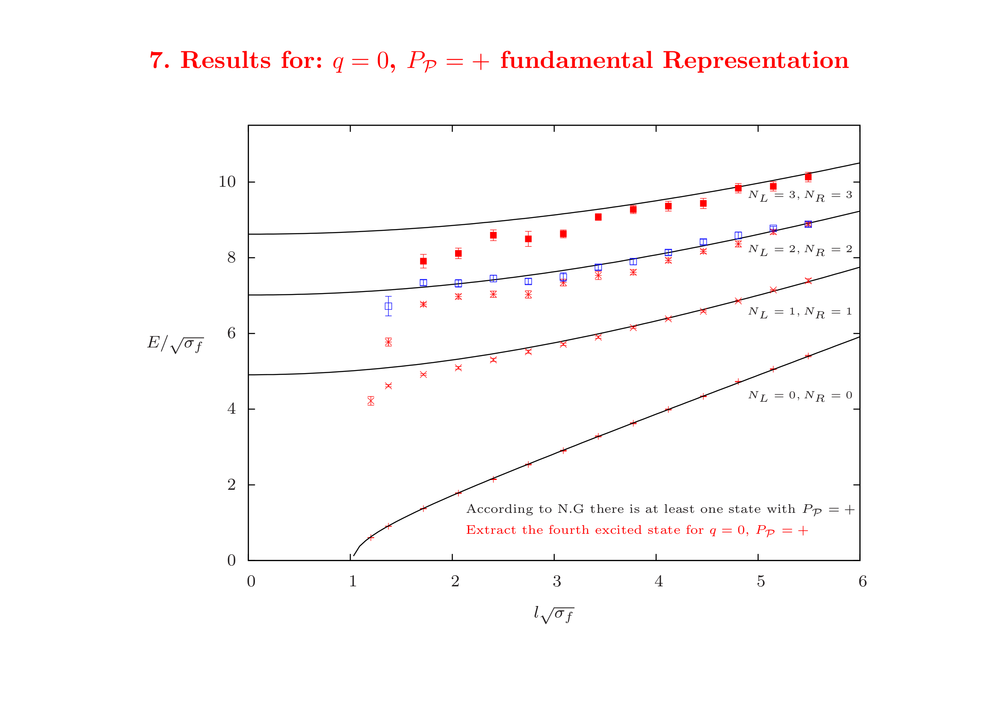 7. Results for: q = 0, P_𝒫 = + fundamental Representation
10
8
6
4
2
0
E/√σ_f
N_L = 3, N_R = 3
N_L = 2, N_R = 2
N_L = 1, N_R = 1
N_L = 0, N_R = 0
According to N.G there is at least one state with P_𝒫 = +
Extract the fourth excited state for q = 0, P_𝒫 = +
0 1 2 3 4 5 6
l√σ_f